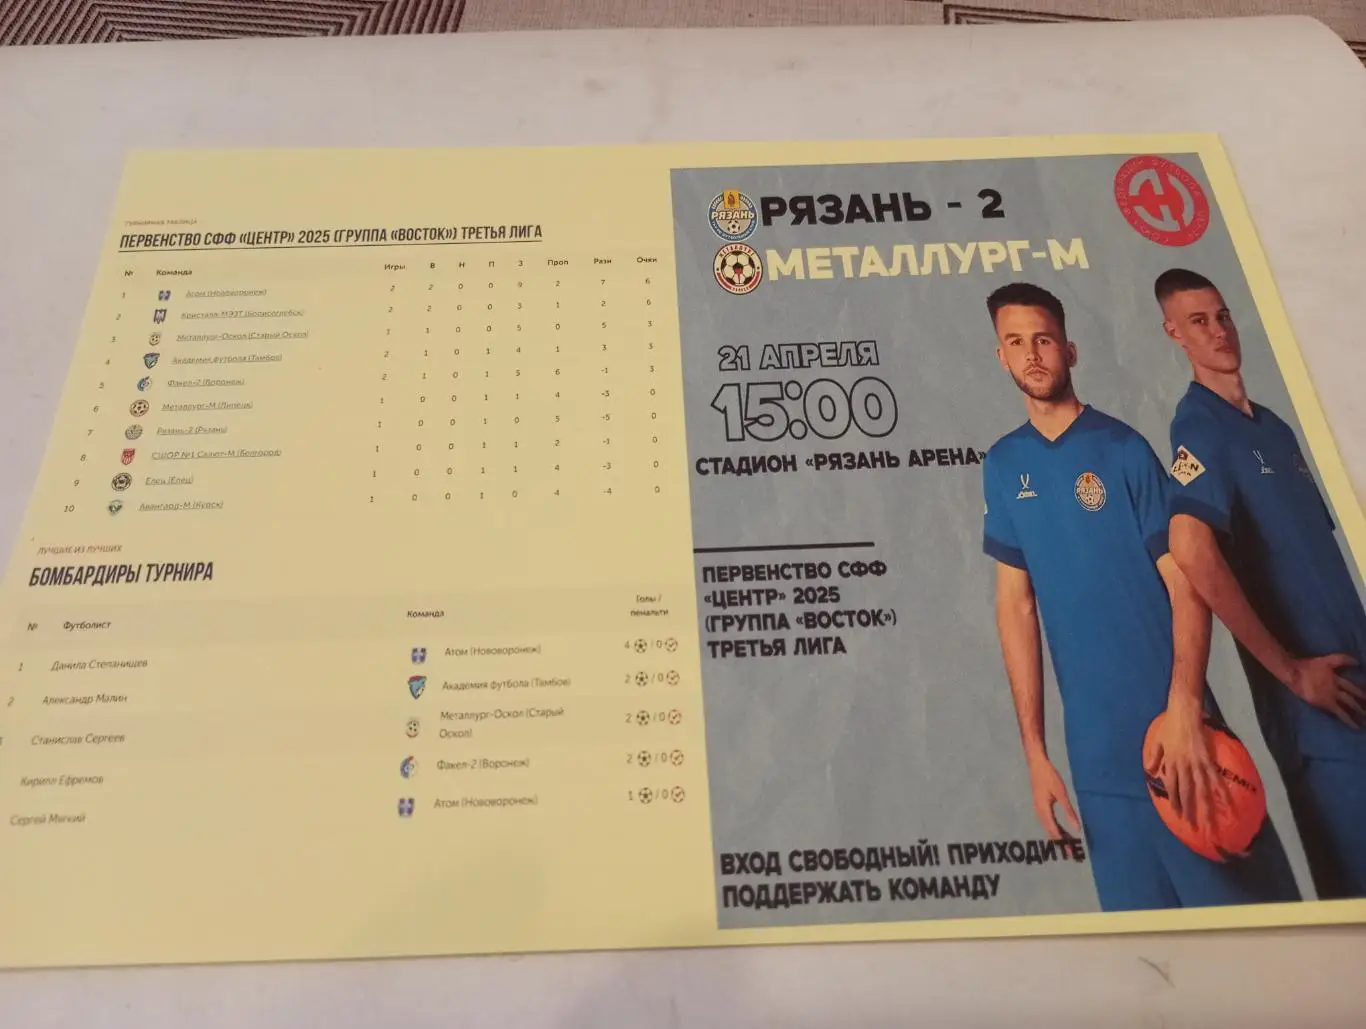 ТУРНИРНАЯ ТАБЛИЦА
ПЕРВЕНСТВО СФФ «ЦЕНТР» 2025 (ГРУППА «ВОСТОК») ТРЕТЬЯ ЛИГА
№ Команда Игры В Н П З Проп Разн Очки
1 Атом (Нововоронеж) 2 2 0 0 9 2 7 6
2 Кристалл-МЭЗТ (Борисоглебск) 2 2 0 0 3 1 2 6
3 Металлург-Оскол (Старый Оскол) 1 1 0 0 5 0 5 3
4 Академия футбола (Тамбов) 2 1 0 1 4 1 3 3
5 Факел-2 (Воронеж) 2 1 0 1 5 6 -1 3
6 Металлург-М (Липецк) 1 0 0 1 1 4 -3 0
7 Рязань-2 (Рязань) 1 0 0 1 0 5 -5 0
8 СШОР №1 Салют-М (Белгород) 1 0 0 1 1 2 -1 0
9 Елец (Елец) 1 0 0 1 1 4 -3 0
10 Авангард-М (Курск) 1 0 0 1 0 4 -4 0
ЛУЧШИЕ ИЗ ЛУЧШИХ
БОМБАРДИРЫ ТУРНИРА
№ Футболист Команда Голы /
пенальти
1 Данила Степанищев Атом (Нововоронеж) 4 / 0
2 Александр Малин Академия футбола (Тамбов) 2 / 0
Станислав Сергеев Металлург-Оскол (Старый
Оскол) 2 / 0
Кирилл Ефремов Факел-2 (Воронеж) 2 / 0
Сергей Мягкий Атом (Нововоронеж) 1 / 0
РЯЗАНЬ
РЯЗАНЬ - 2
МЕТАЛЛУРГ
МЕТАЛЛУРГ-М
21 АПРЕЛЯ
15:00
СТАДИОН «РЯЗАНЬ АРЕНА»
JÖGEL
РЯЗАНЬ
ПЕРВЕНСТВО СФФ
«ЦЕНТР» 2025
(ГРУППА «ВОСТОК»)
ТРЕТЬЯ ЛИГА
ВХОД СВОБОДНЫЙ! ПРИХОДИТЕ
ПОДДЕРЖАТЬ КОМАНДУ